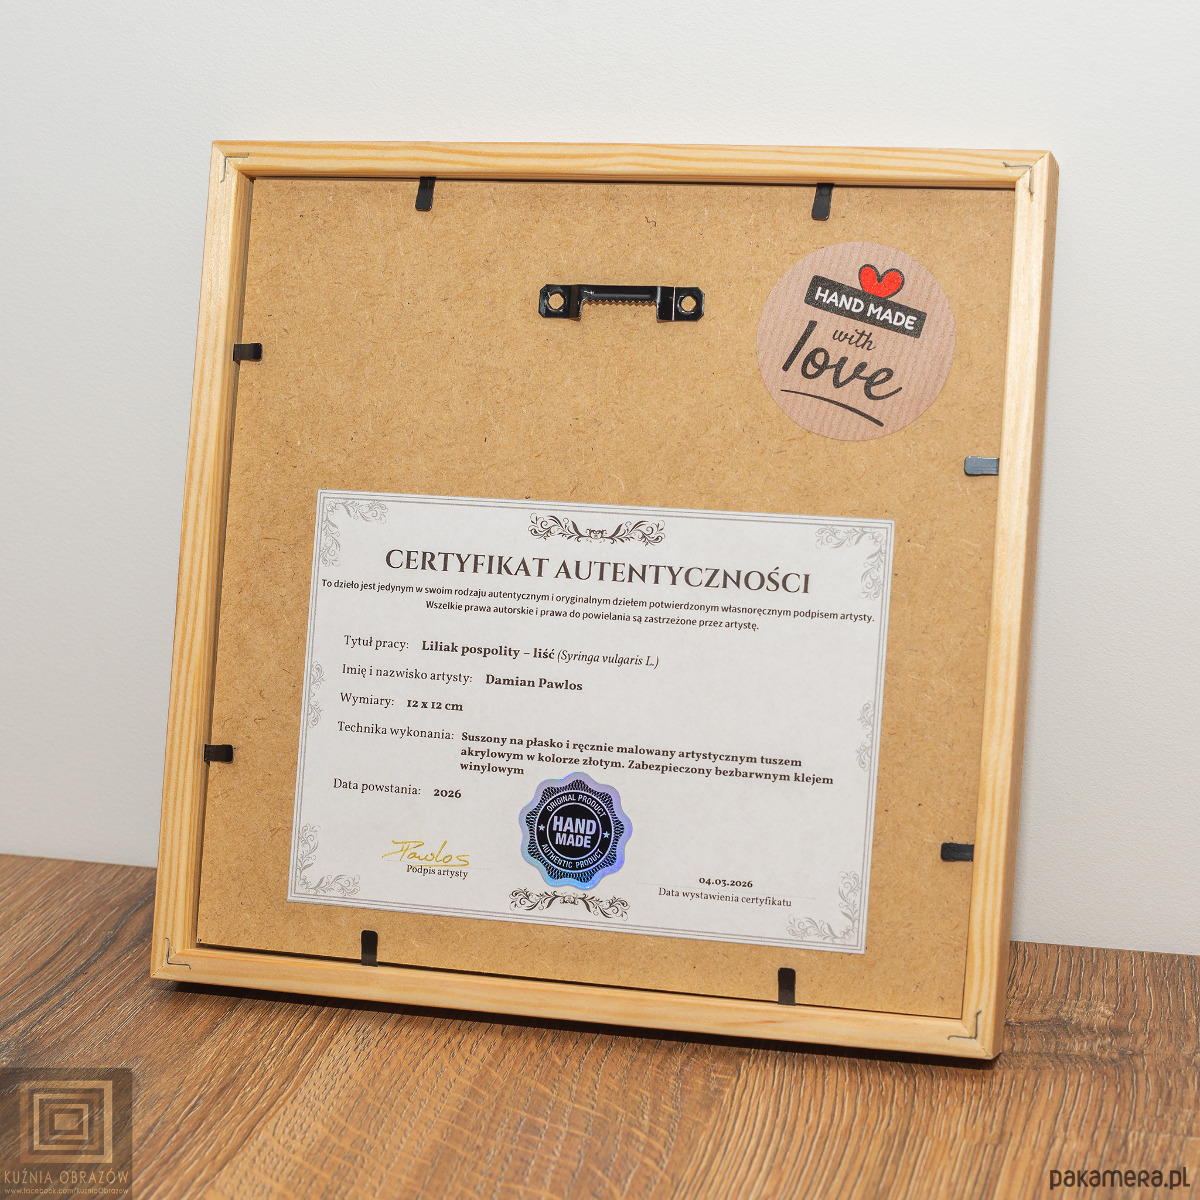 HAND MADE
with
love
CERTYFIKAT AUTENTYCZNOŚCI
To dzieło jest jedynym w swoim rodzaju autentycznym i oryginalnym dziełem potwierdzonym własnoręcznym podpisem artysty.
Wszelkie prawa autorskie i prawa do powielania są zastrzeżone przez artystę.
Tytuł pracy: Liliak pospolity – liść (Syringa vulgaris L.)
Imię i nazwisko artysty: Damian Pawlos
Wymiary: 12 x 12 cm
Technika wykonania: Suszony na płasko i ręcznie malowany artystycznym tuszem
akrylowym w kolorze złotym. Zabezpieczony bezbarwnym klejem
winylowym
Data powstania: 2026
ORIGINAL PRODUCT
HAND
MADE
AUTHENTIC PRODUCT
Pawlos
Podpis artysty
04.03.2026
Data wystawienia certyfikatu
KUŹNIA OBRAZÓW
www.facebook.com/kuzniaObrazow
pakamera.pl